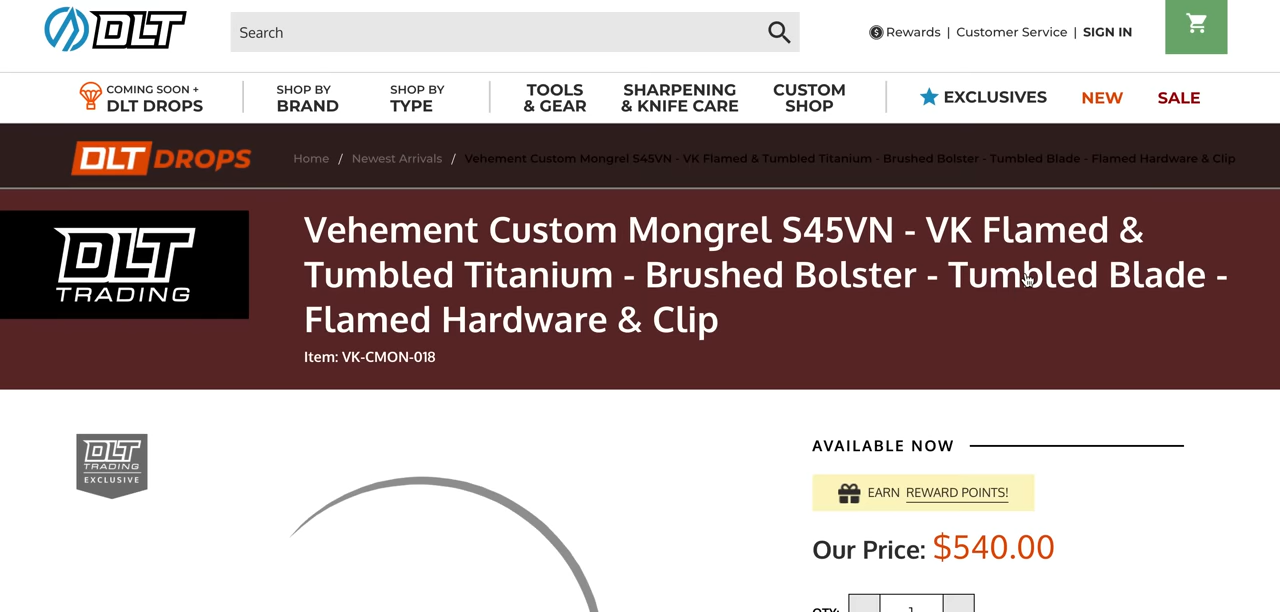 DLT
Search
Rewards | Customer Service | SIGN IN
COMING SOON +
DLT DROPS
SHOP BY
BRAND
SHOP BY
TYPE
TOOLS
& GEAR
SHARPENING
& KNIFE CARE
CUSTOM
SHOP
EXCLUSIVES
NEW
SALE
DLT DROPS
Home / Newest Arrivals / Vehement Custom Mongrel S45VN - VK Flamed & Tumbled Titanium - Brushed Bolster - Tumbled Blade - Flamed Hardware & Clip
DLT
TRADING
Vehement Custom Mongrel S45VN - VK Flamed &
Tumbled Titanium - Brushed Bolster - Tumbled Blade -
Flamed Hardware & Clip
Item: VK-CMON-018
DLT
TRADING
EXCLUSIVE
AVAILABLE NOW
EARN REWARD POINTS!
Our Price: $540.00
QTY: 1